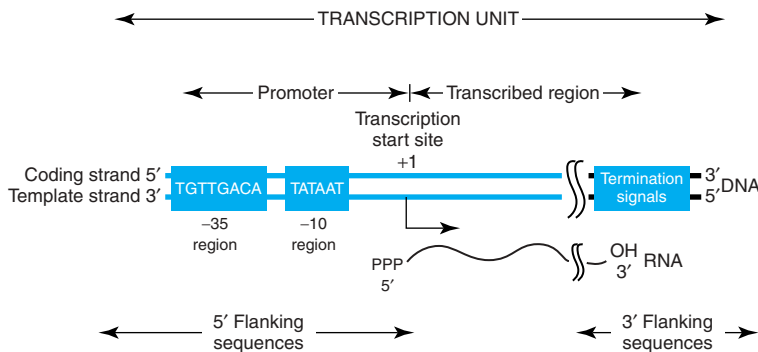 TRANSCRIPTION UNIT
Promoter
Transcribed region
Transcription
start site
+1
Coding strand 5′
Template strand 3′
TGTTGACA
TATAAT
Termination
signals
3′
5′
DNA
−35
region
−10
region
PPP
5′
OH
3′
RNA
5′ Flanking
sequences
3′ Flanking
sequences